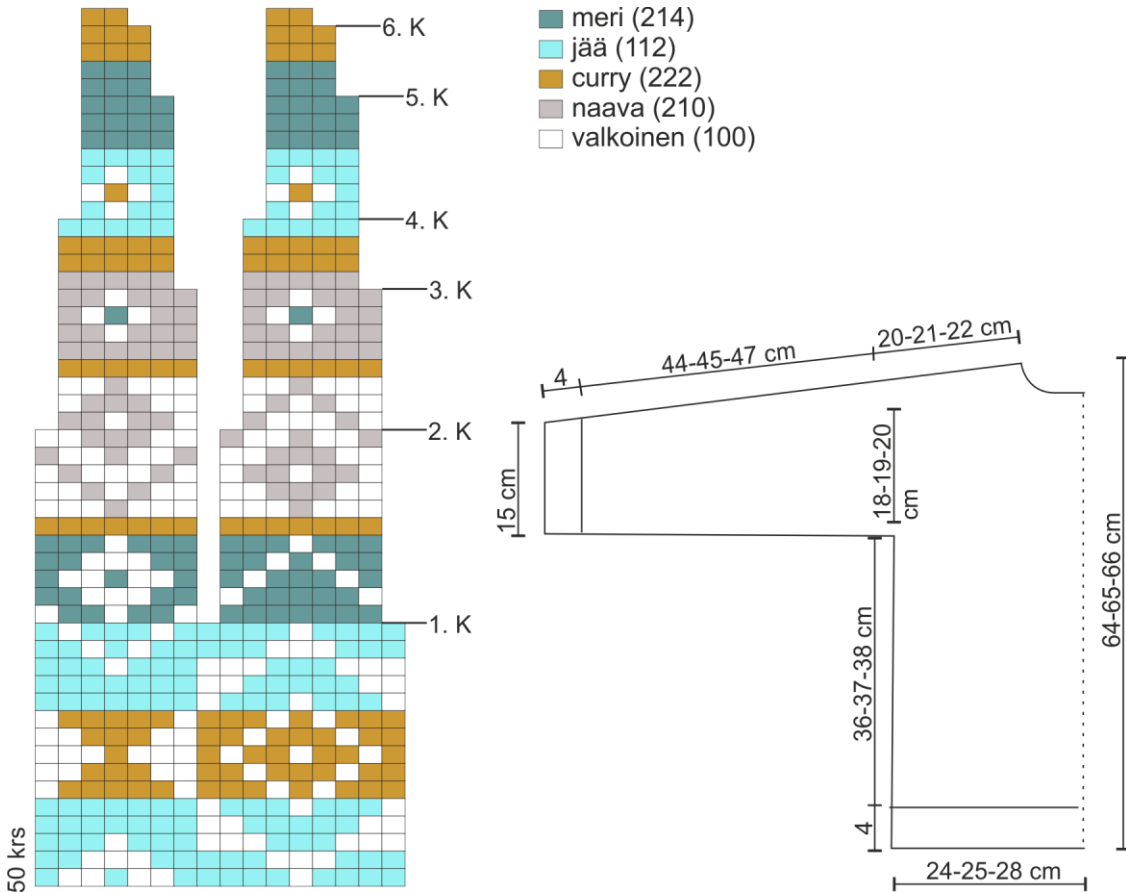 6. K
5. K
4. K
3. K
2. K
1. K
50 krs
meri (214)
jää (112)
curry (222)
naava (210)
valkoinen (100)
20-21-22 cm
44-45-47 cm
4
15 cm
18-19-20
cm
36-37-38 cm
4
64-65-66 cm
24-25-28 cm